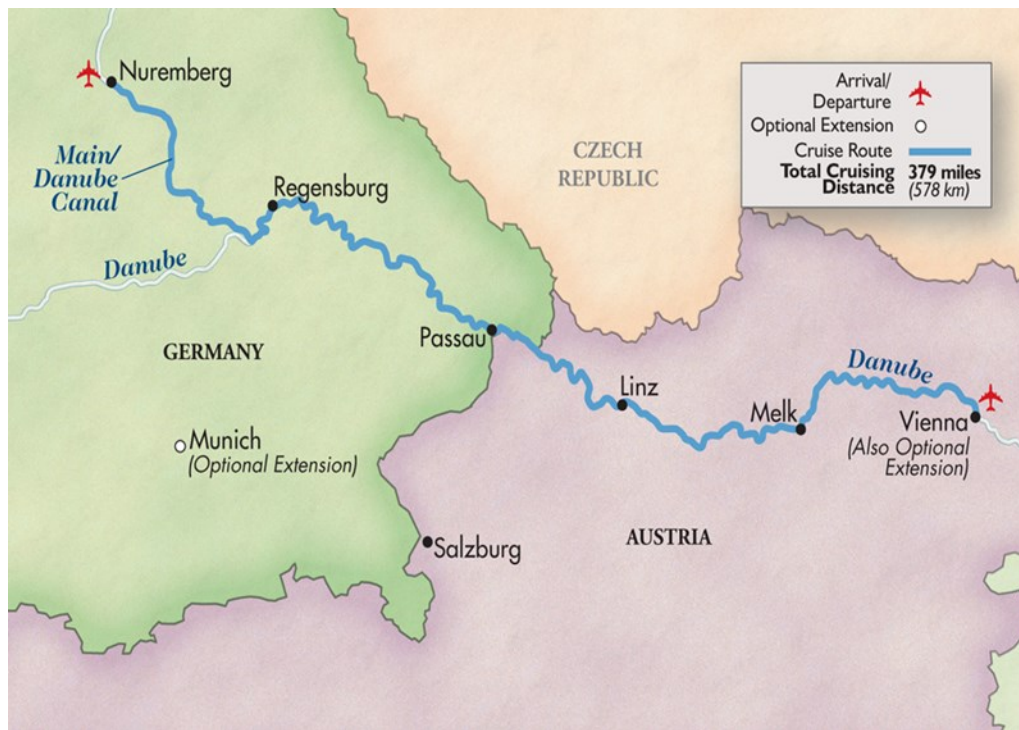 Nuremberg
Main/
Danube
Canal
Regensburg
Danube
GERMANY
Munich
(Optional Extension)
Passau
Salzburg
CZECH
REPUBLIC
Linz
Melk
Danube
Vienna
(Also Optional
Extension)
AUSTRIA
Arrival/
Departure
Optional Extension
Cruise Route
Total Cruising 379 miles
Distance (578 km)